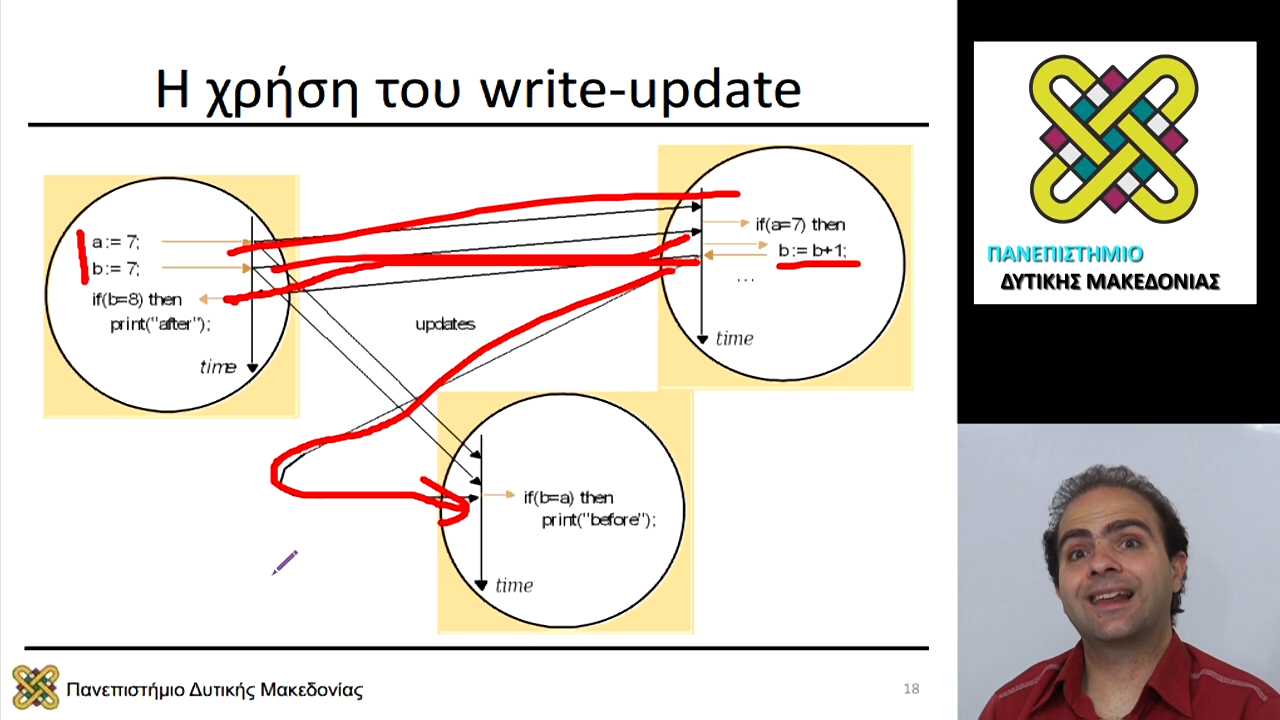 Η χρήση του write-update
a := 7;
b := 7;
if(b=8) then
print("after");
time
updates
if(a=7) then
b := b+1;
...
time
if(b=a) then
print("before");
time
ΠΑΝΕΠΙΣΤΗΜΙΟ
ΔΥΤΙΚΗΣ ΜΑΚΕΔΟΝΙΑΣ
Πανεπιστήμιο Δυτικής Μακεδονίας
18